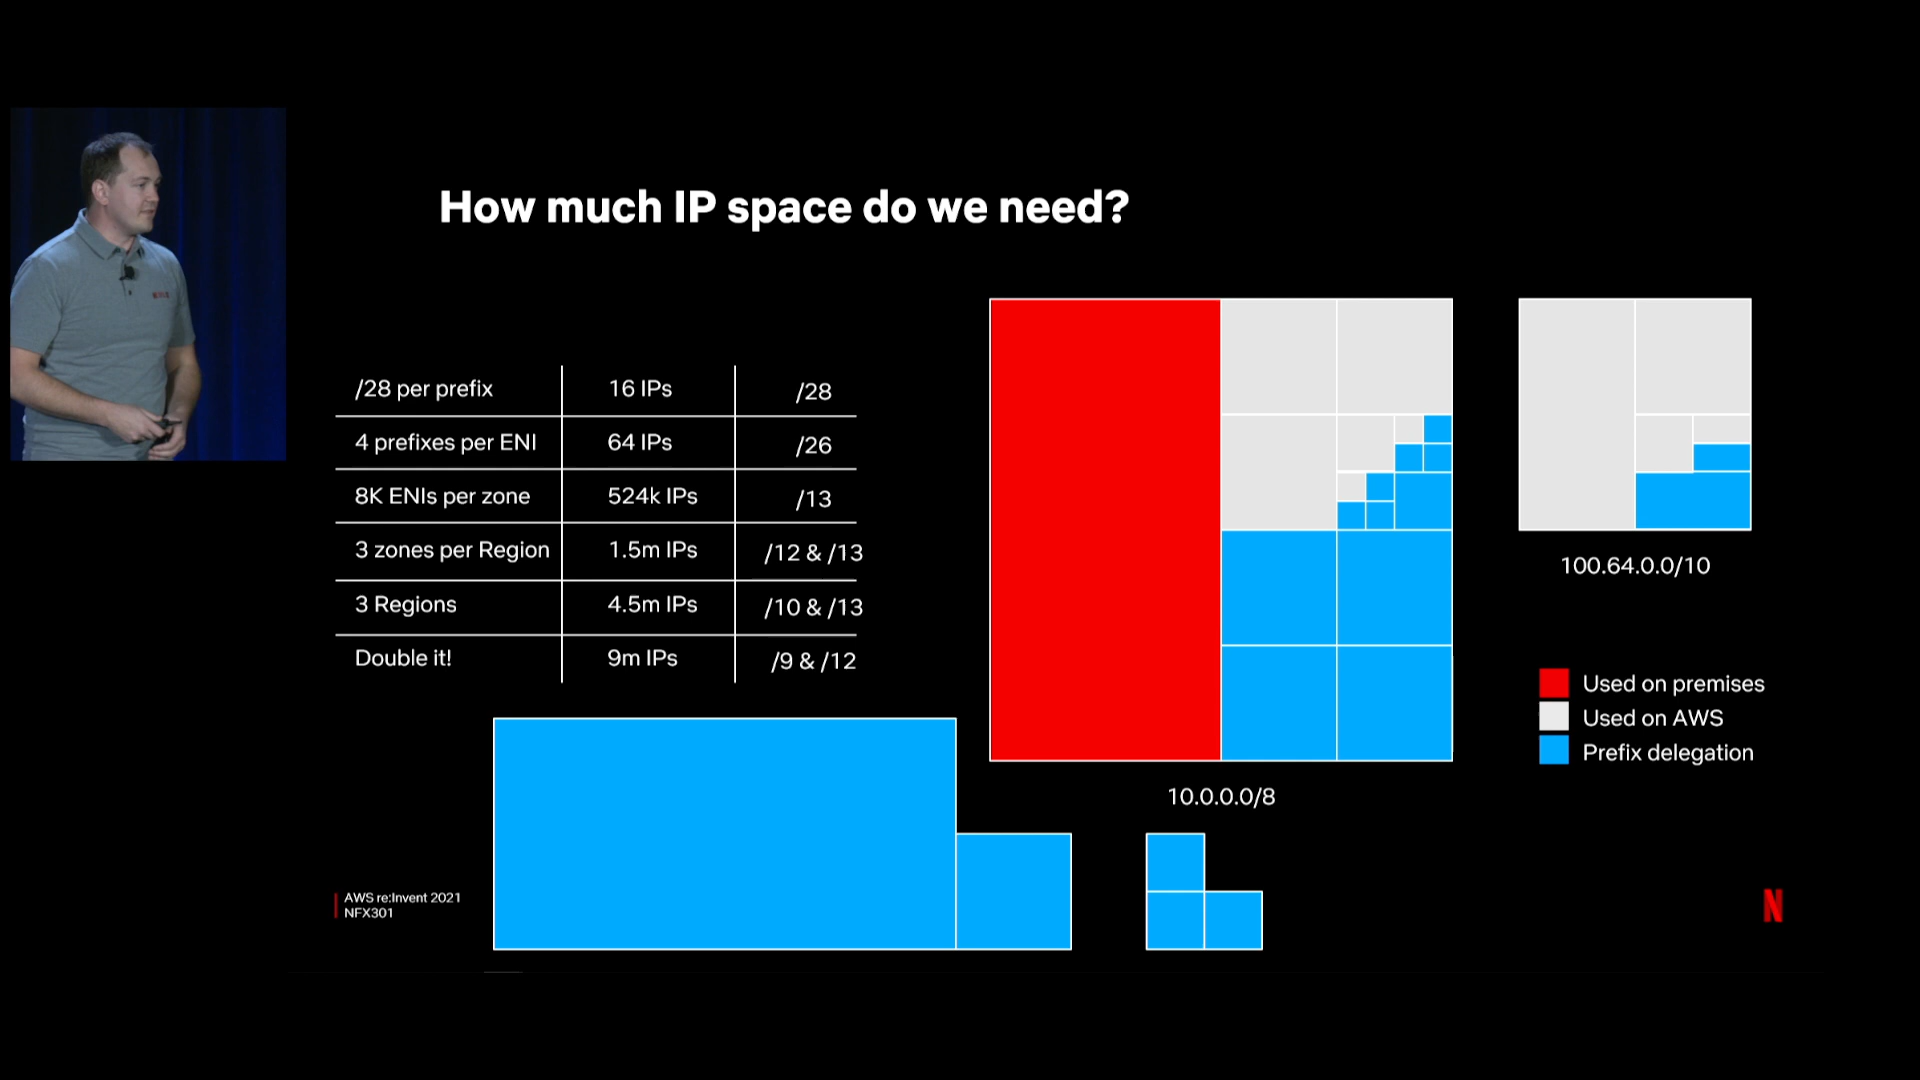 How much IP space do we need?
/28 per prefix 16 IPs /28
4 prefixes per ENI 64 IPs /26
8K ENIs per zone 524k IPs /13
3 zones per Region 1.5m IPs /12 & /13
3 Regions 4.5m IPs /10 & /13
Double it! 9m IPs /9 & /12
10.0.0.0/8
100.64.0.0/10
Used on premises
Used on AWS
Prefix delegation
AWS re:Invent 2021
NFX301
N